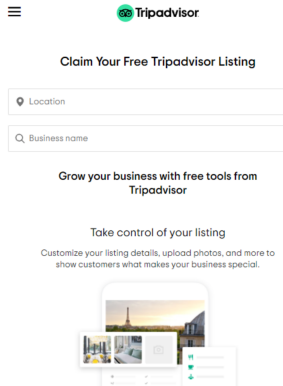 Tripadvisor
Claim Your Free Tripadvisor Listing
Location
Business name
Grow your business with free tools from
Tripadvisor
Take control of your listing
Customize your listing details, upload photos, and more to
show customers what makes your business special.